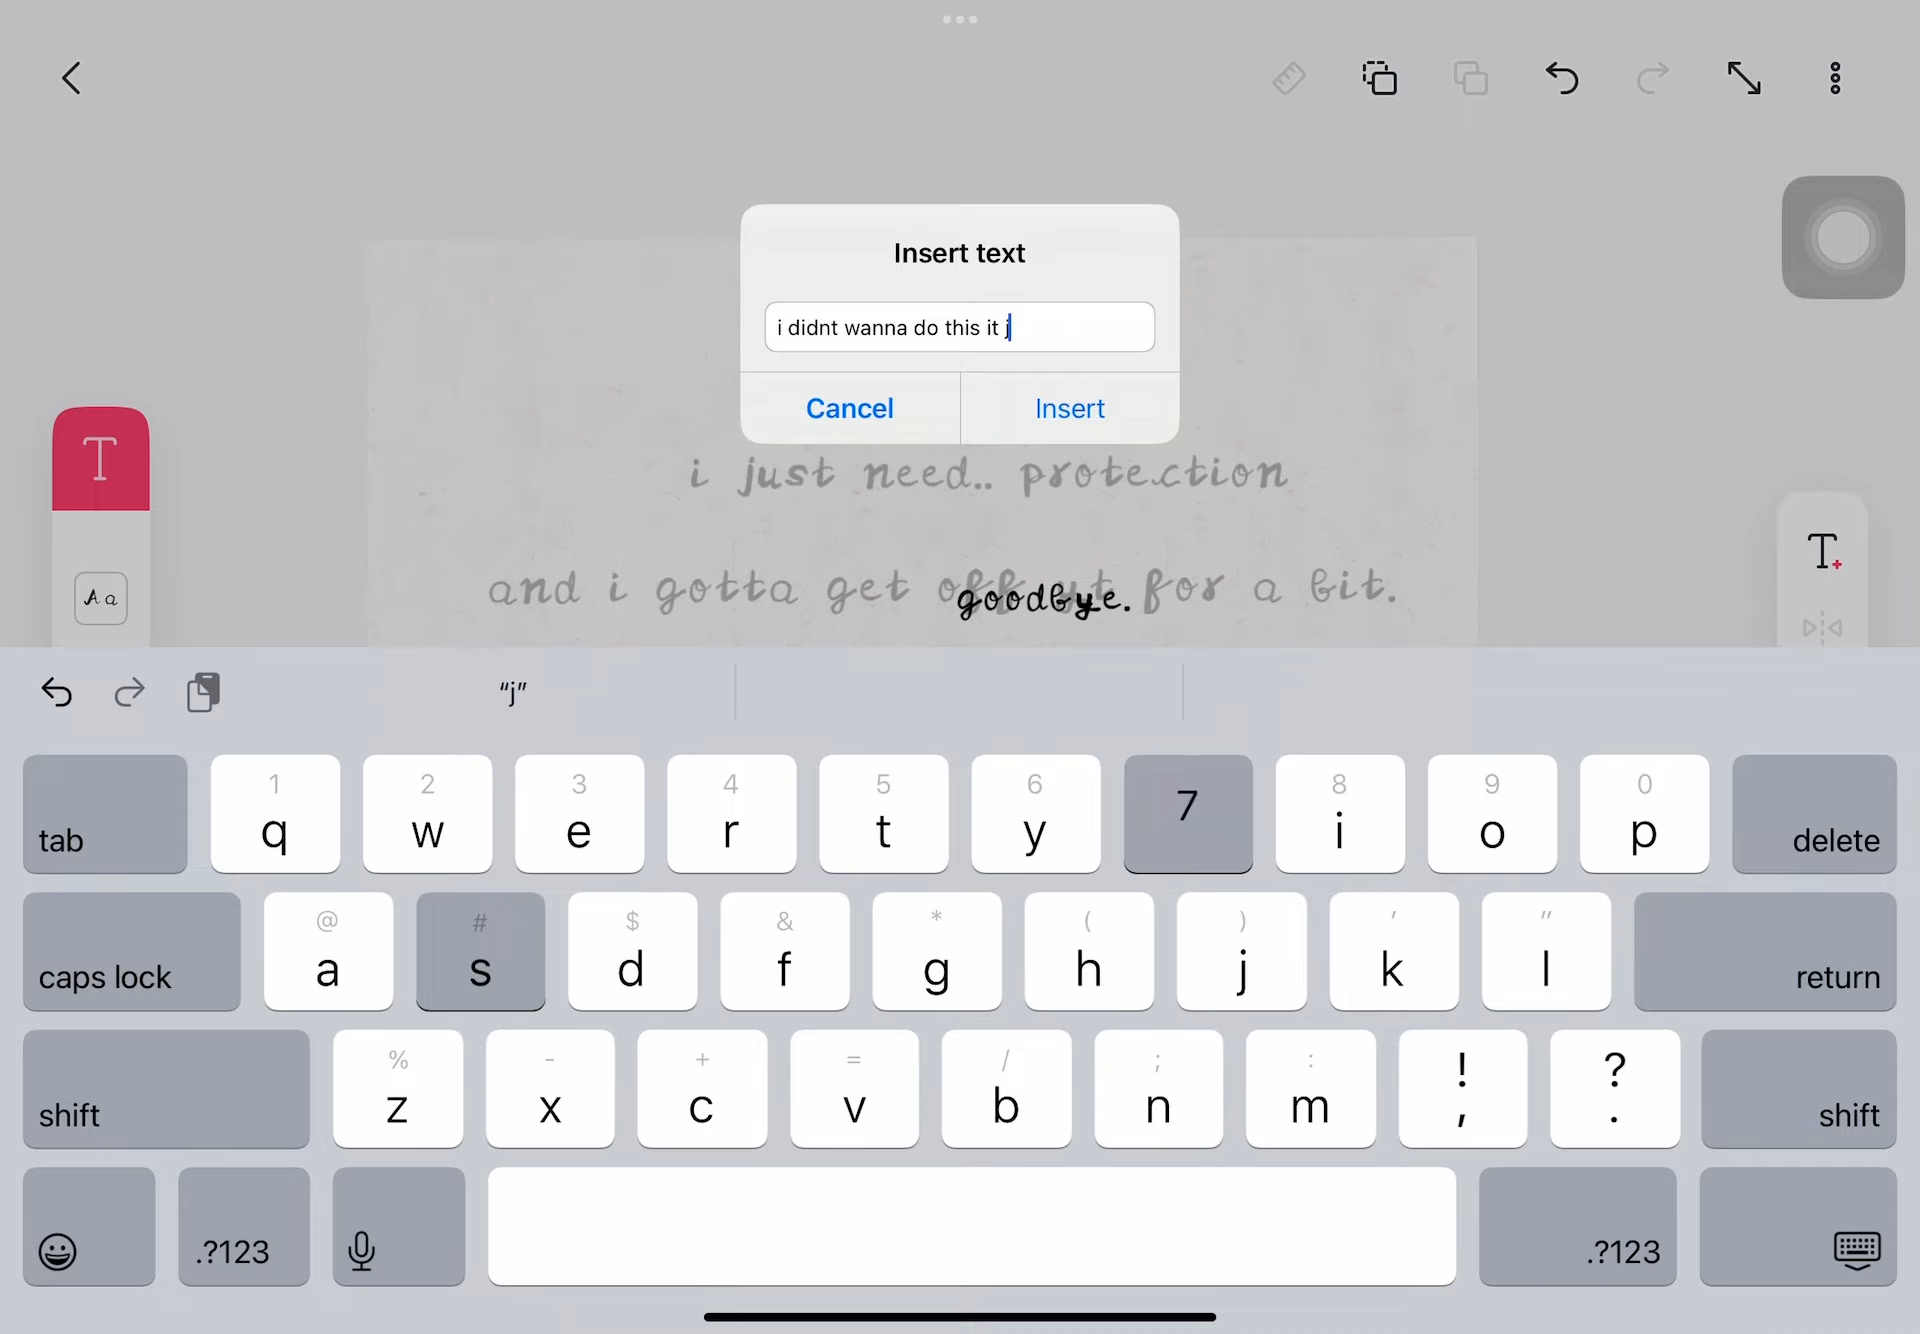 Insert text
i didnt wanna do this it j
Cancel
Insert
i just need.. protection
and i gotta get off yt for a bit.
goodbye.
T
T
Aa
"j"
tab
1 2 3 4 5 6 7 8 9 0
q w e r t y i o p
delete
@ # $ & * ( ) ' "
caps lock
a s d f g h j k l
return
% - + = / ; : ! ?
shift
z x c v b n m , .
shift
.?123
.?123